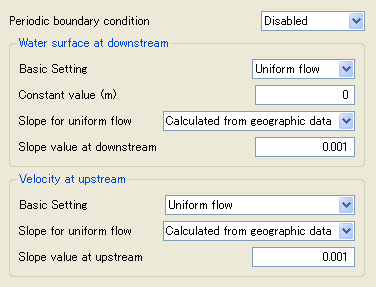 Periodic boundary condition Disabled
Water surface at downstream
Basic Setting Uniform flow
Constant value (m) 0
Slope for uniform flow Calculated from geographic data
Slope value at downstream 0.001
Velocity at upstream
Basic Setting Uniform flow
Slope for uniform flow Calculated from geographic data
Slope value at upstream 0.001